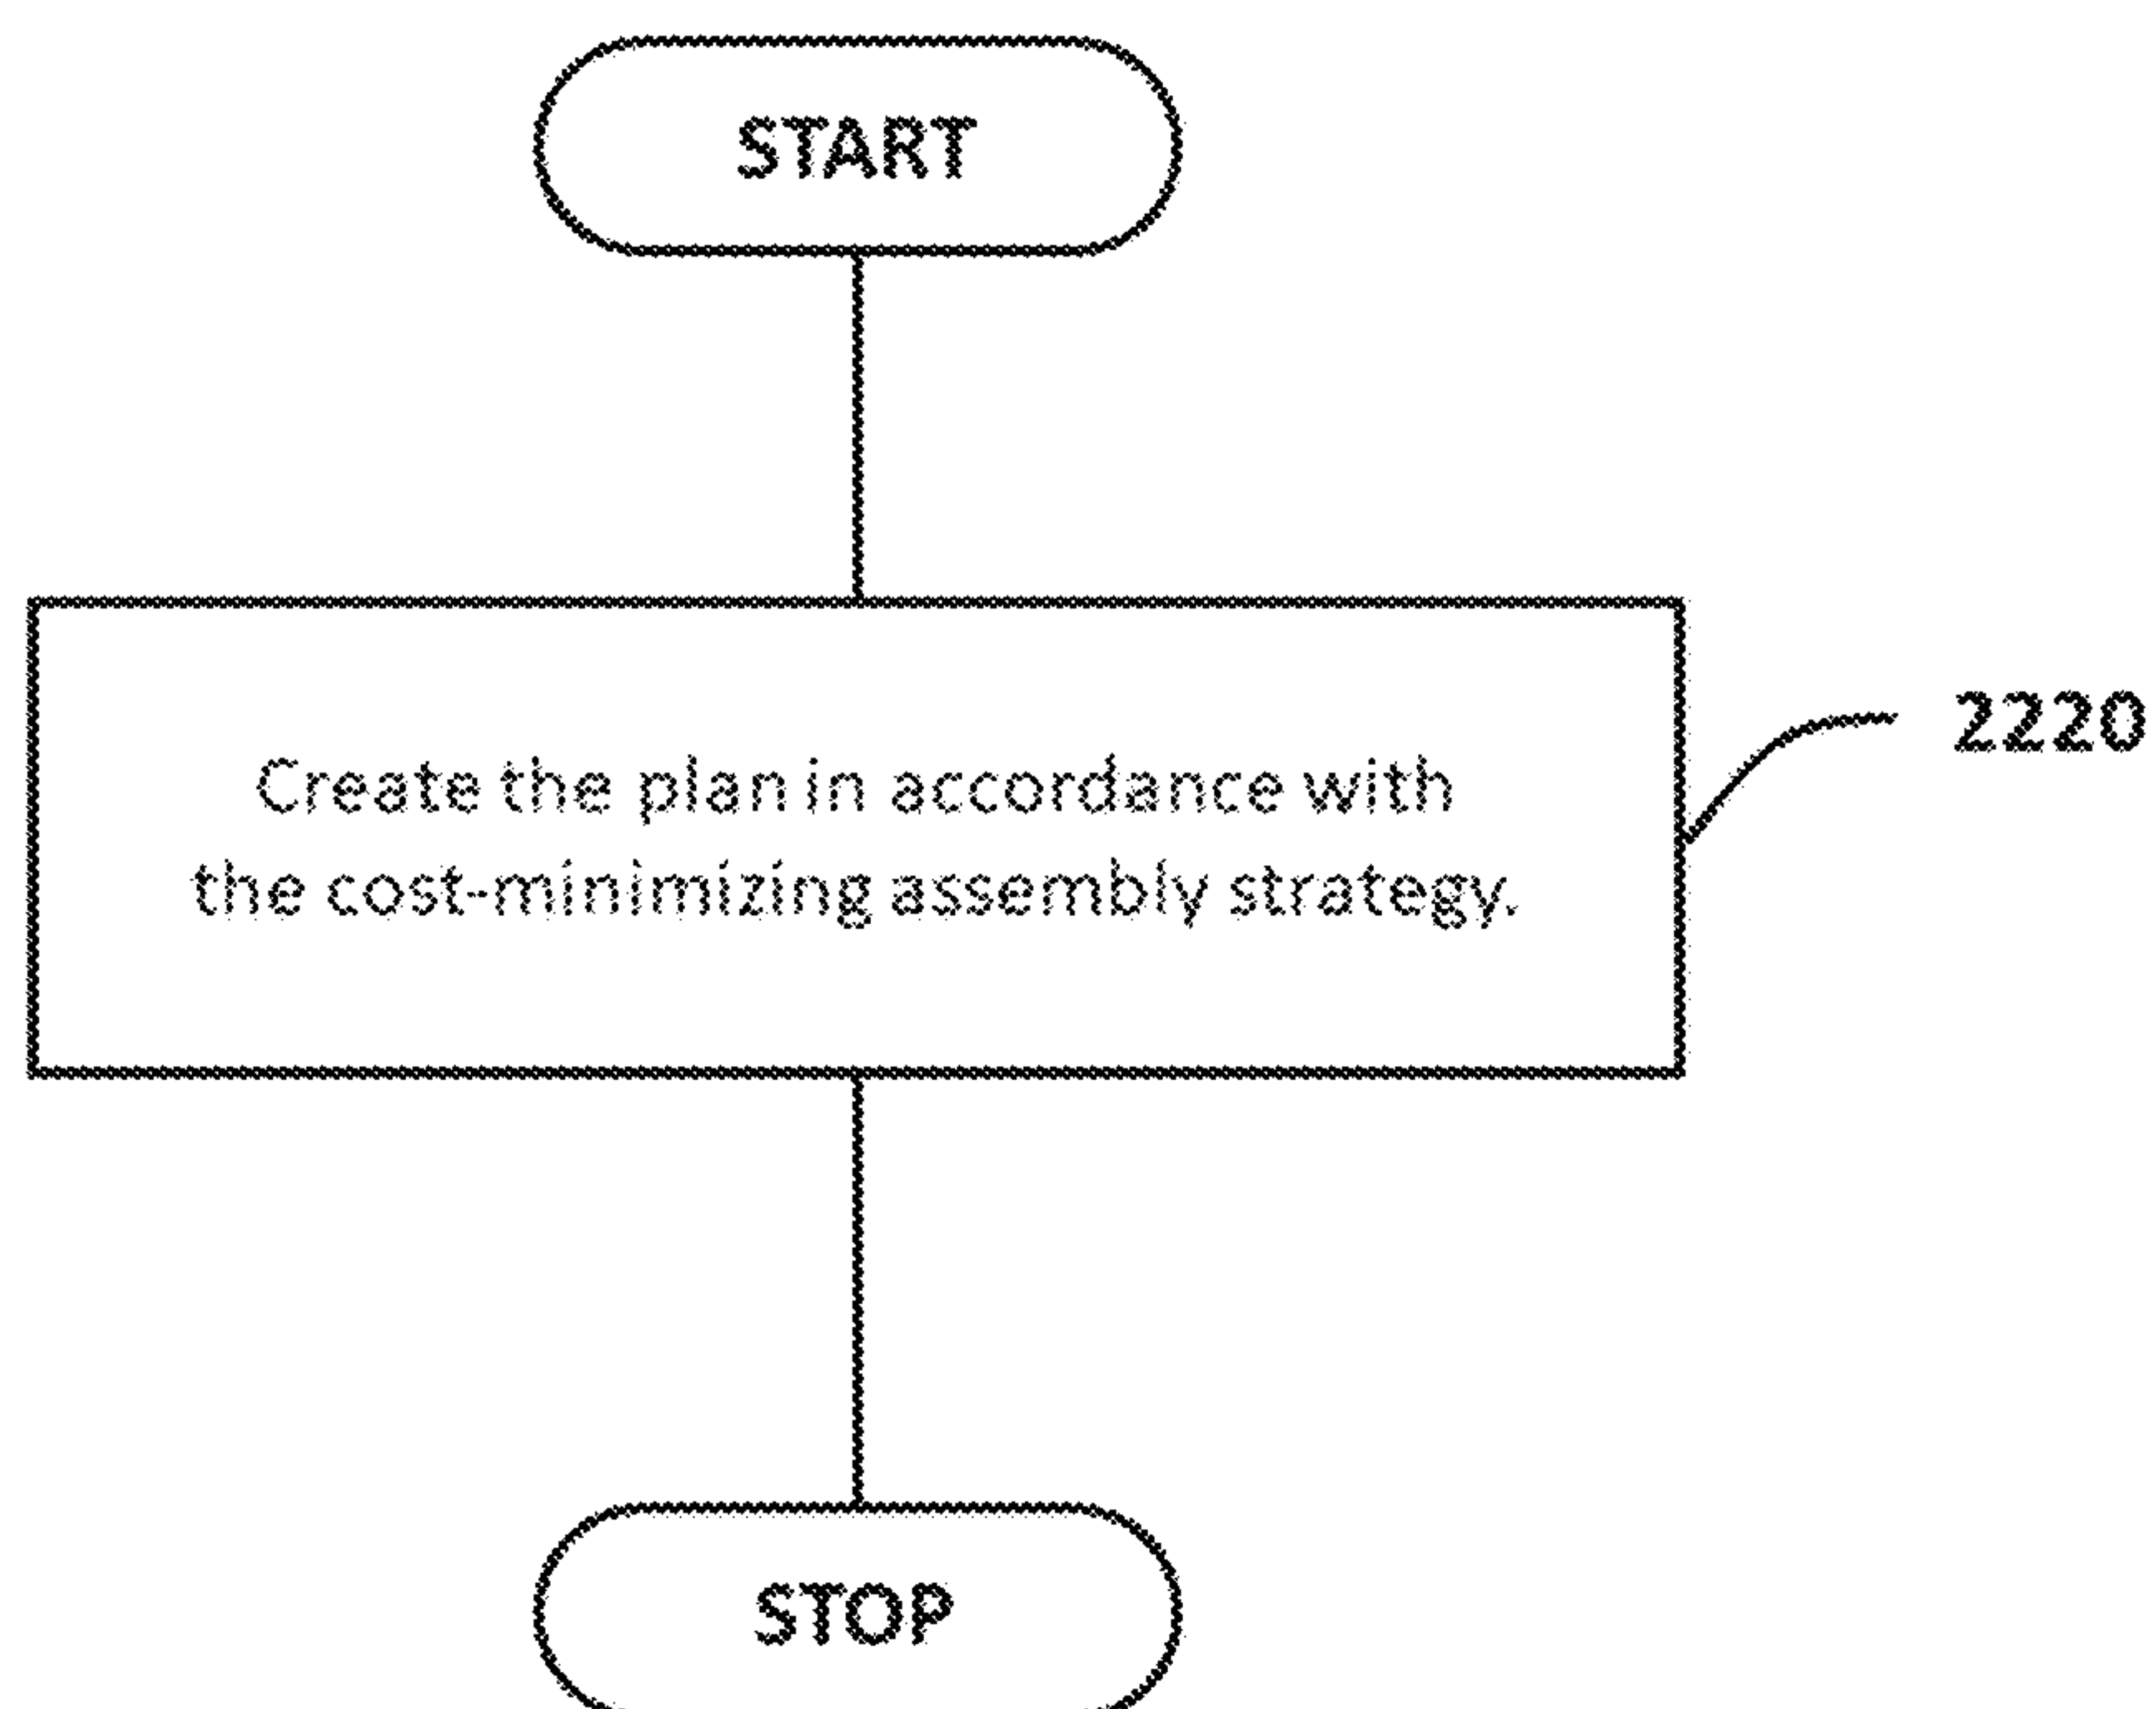 START
Create the plan in accordance with
the cost-minimizing assembly strategy.
2220
STOP